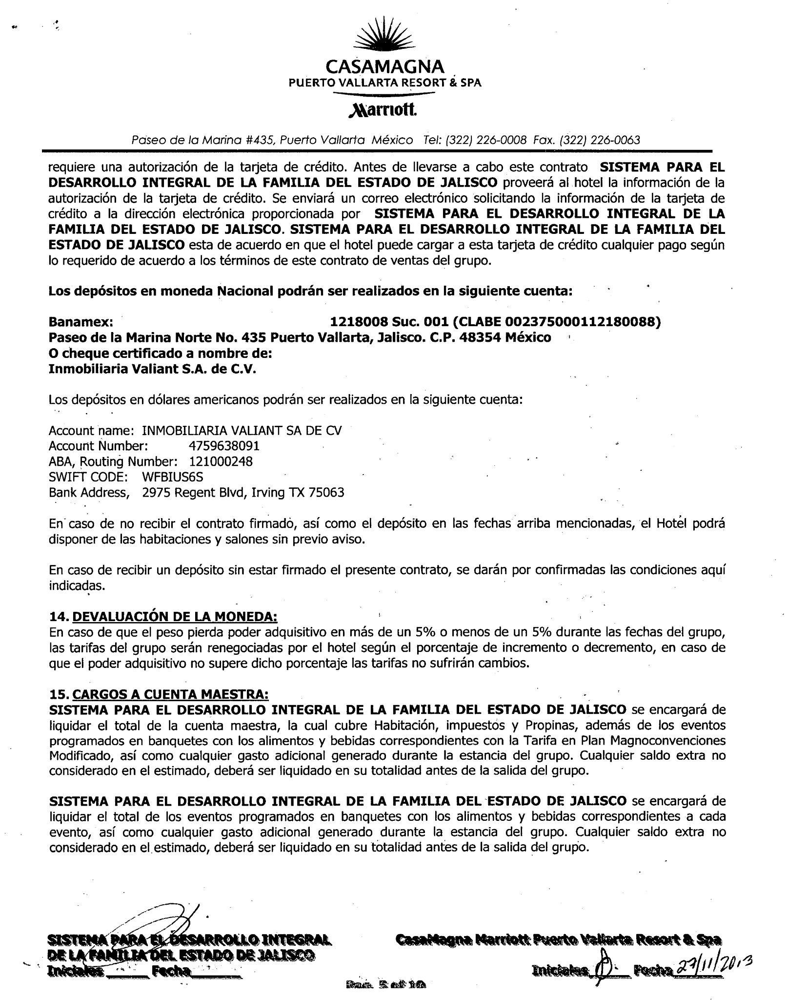 CASAMAGNA
PUERTO VALLARTA RESORT & SPA
Marriott.
Paseo de la Marina #435, Puerto Vallarta México Tel: (322) 226-0008 Fax. (322) 226-0063
requiere una autorización de la tarjeta de crédito. Antes de llevarse a cabo este contrato SISTEMA PARA EL
DESARROLLO INTEGRAL DE LA FAMILIA DEL ESTADO DE JALISCO proveerá al hotel la información de la
autorización de la tarjeta de crédito. Se enviará un correo electrónico solicitando la información de la tarjeta de
crédito a la dirección electrónica proporcionada por SISTEMA PARA EL DESARROLLO INTEGRAL DE LA
FAMILIA DEL ESTADO DE JALISCO. SISTEMA PARA EL DESARROLLO INTEGRAL DE LA FAMILIA DEL
ESTADO DE JALISCO esta de acuerdo en que el hotel puede cargar a esta tarjeta de crédito cualquier pago según
lo requerido de acuerdo a los términos de este contrato de ventas del grupo.
Los depósitos en moneda Nacional podrán ser realizados en la siguiente cuenta:
Banamex: 1218008 Suc. 001 (CLABE 002375000112180088)
Paseo de la Marina Norte No. 435 Puerto Vallarta, Jalisco. C.P. 48354 México
O cheque certificado a nombre de:
Inmobiliaria Valiant S.A. de C.V.
Los depósitos en dólares americanos podrán ser realizados en la siguiente cuenta:
Account name: INMOBILIARIA VALIANT SA DE CV
Account Number: 4759638091
ABA, Routing Number: 121000248
SWIFT CODE: WFBIUS6S
Bank Address, 2975 Regent Blvd, Irving TX 75063
En caso de no recibir el contrato firmado, así como el depósito en las fechas arriba mencionadas, el Hotel podrá
disponer de las habitaciones y salones sin previo aviso.
En caso de recibir un depósito sin estar firmado el presente contrato, se darán por confirmadas las condiciones aquí
indicadas.
14. DEVALUACIÓN DE LA MONEDA:
En caso de que el peso pierda poder adquisitivo en más de un 5% o menos de un 5% durante las fechas del grupo,
las tarifas del grupo serán renegociadas por el hotel según el porcentaje de incremento o decremento, en caso de
que el poder adquisitivo no supere dicho porcentaje las tarifas no sufrirán cambios.
15. CARGOS A CUENTA MAESTRA:
SISTEMA PARA EL DESARROLLO INTEGRAL DE LA FAMILIA DEL ESTADO DE JALISCO se encargará de
liquidar el total de la cuenta maestra, la cual cubre Habitación, impuestos y Propinas, además de los eventos
programados en banquetes con los alimentos y bebidas correspondientes con la Tarifa en Plan Magnoconvenciones
Modificado, así como cualquier gasto adicional generado durante la estancia del grupo. Cualquier saldo extra no
considerado en el estimado, deberá ser liquidado en su totalidad antes de la salida del grupo.
SISTEMA PARA EL DESARROLLO INTEGRAL DE LA FAMILIA DEL ESTADO DE JALISCO se encargará de
liquidar el total de los eventos programados en banquetes con los alimentos y bebidas correspondientes a cada
evento, así como cualquier gasto adicional generado durante la estancia del grupo. Cualquier saldo extra no
considerado en el estimado, deberá ser liquidado en su totalidad antes de la salida del grupo.
SISTEMA PARA EL DESARROLLO INTEGRAL
DE LA FAMILIA DEL ESTADO DE JALISCO
Iniciales Fecha
CasaMagna Marriott Puerto Vallarta Resort & Spa
Iniciales Fecha 27/11/2013